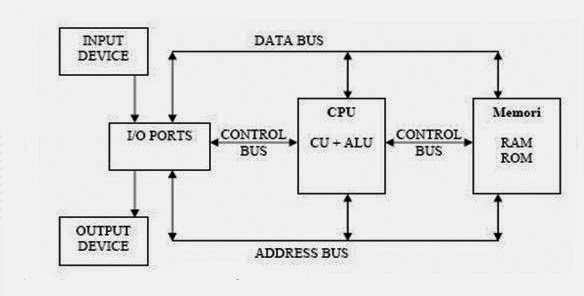 INPUT
DEVICE
DATA BUS
I/O PORTS
CONTROL
BUS
CPU
CU + ALU
CONTROL
BUS
Memori
RAM
ROM
OUTPUT
DEVICE
ADDRESS BUS